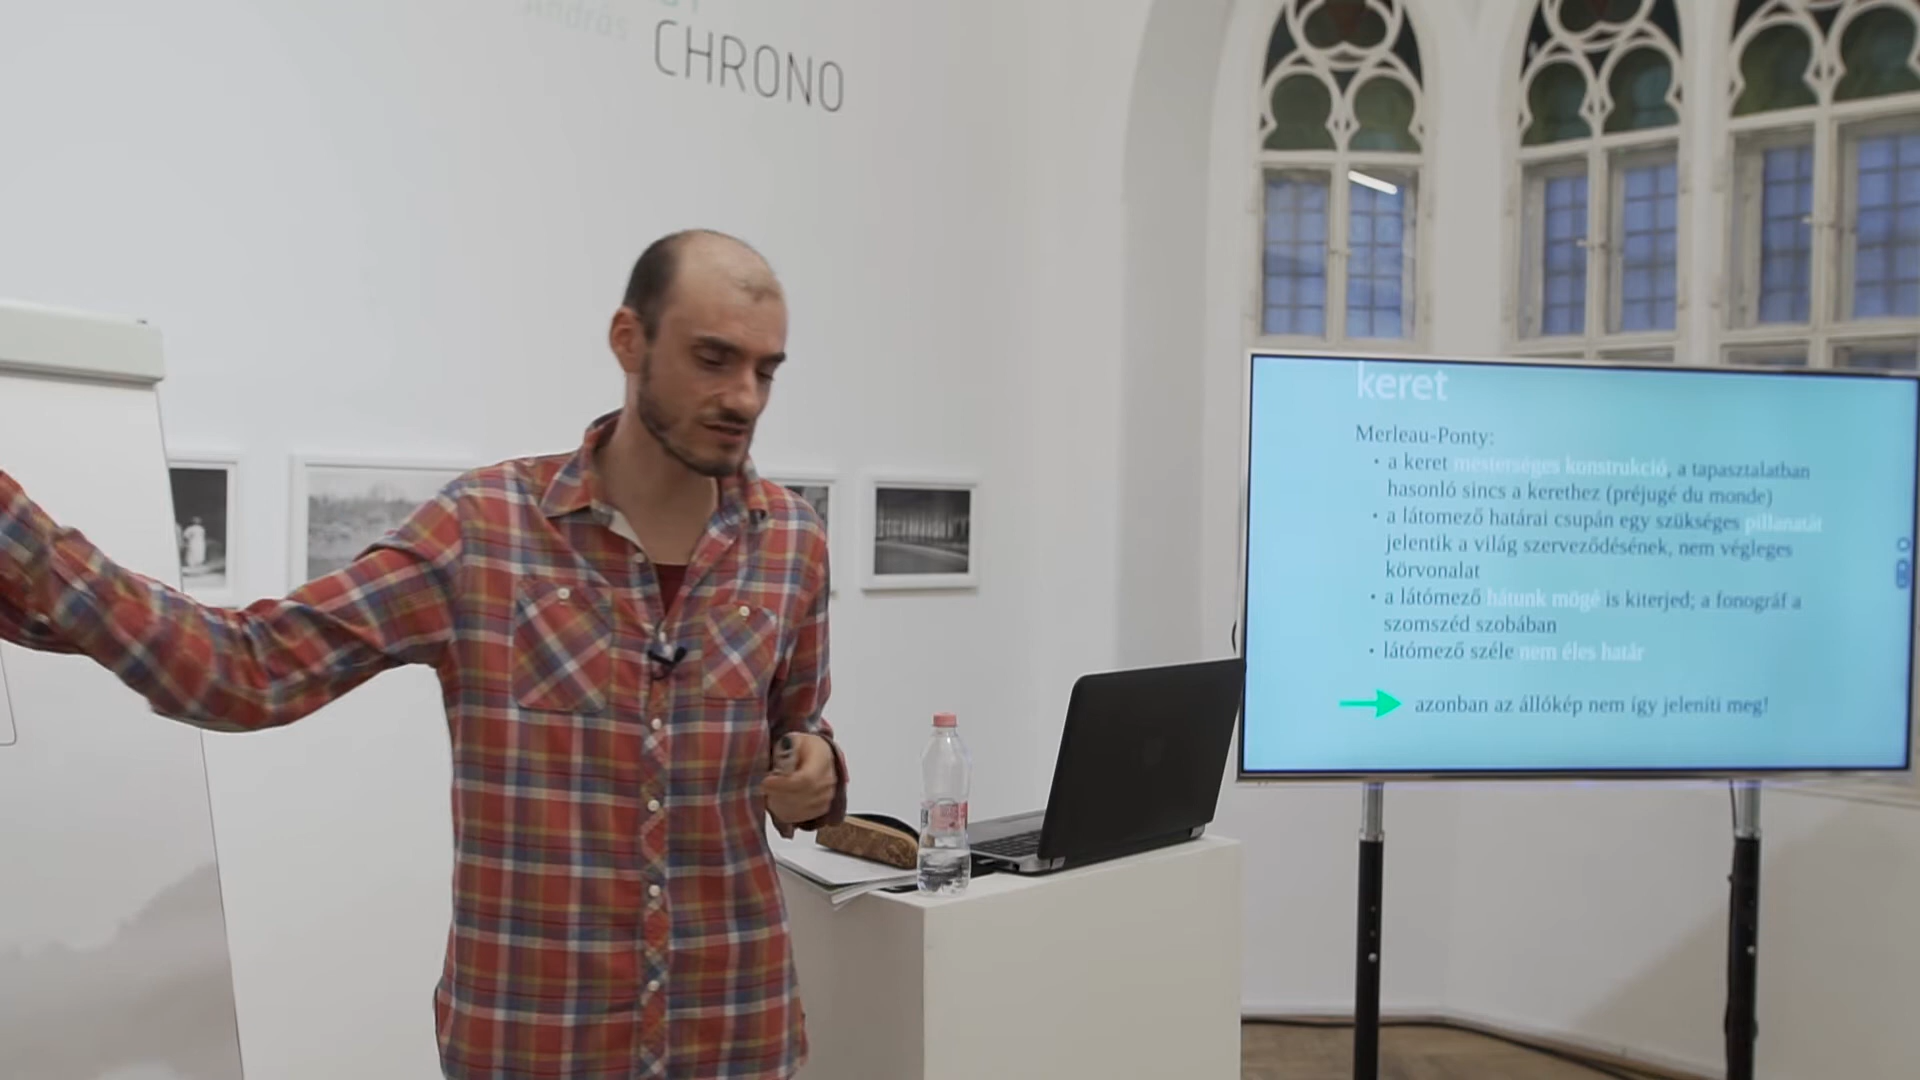 András
CHRONO
keret
Merleau-Ponty:
• a keret mesterséges konstrukció, a tapasztalatban
hasonló sincs a kerethez (préjugé du monde)
• a látomező határai csupán egy szükséges pillanatát
jelentik a világ szerveződésének, nem végleges
körvonalat
• a látómező hátunk mögé is kiterjed; a fonográf a
szomszéd szobában
• látómező széle nem éles határ
azonban az állókép nem így jeleníti meg!